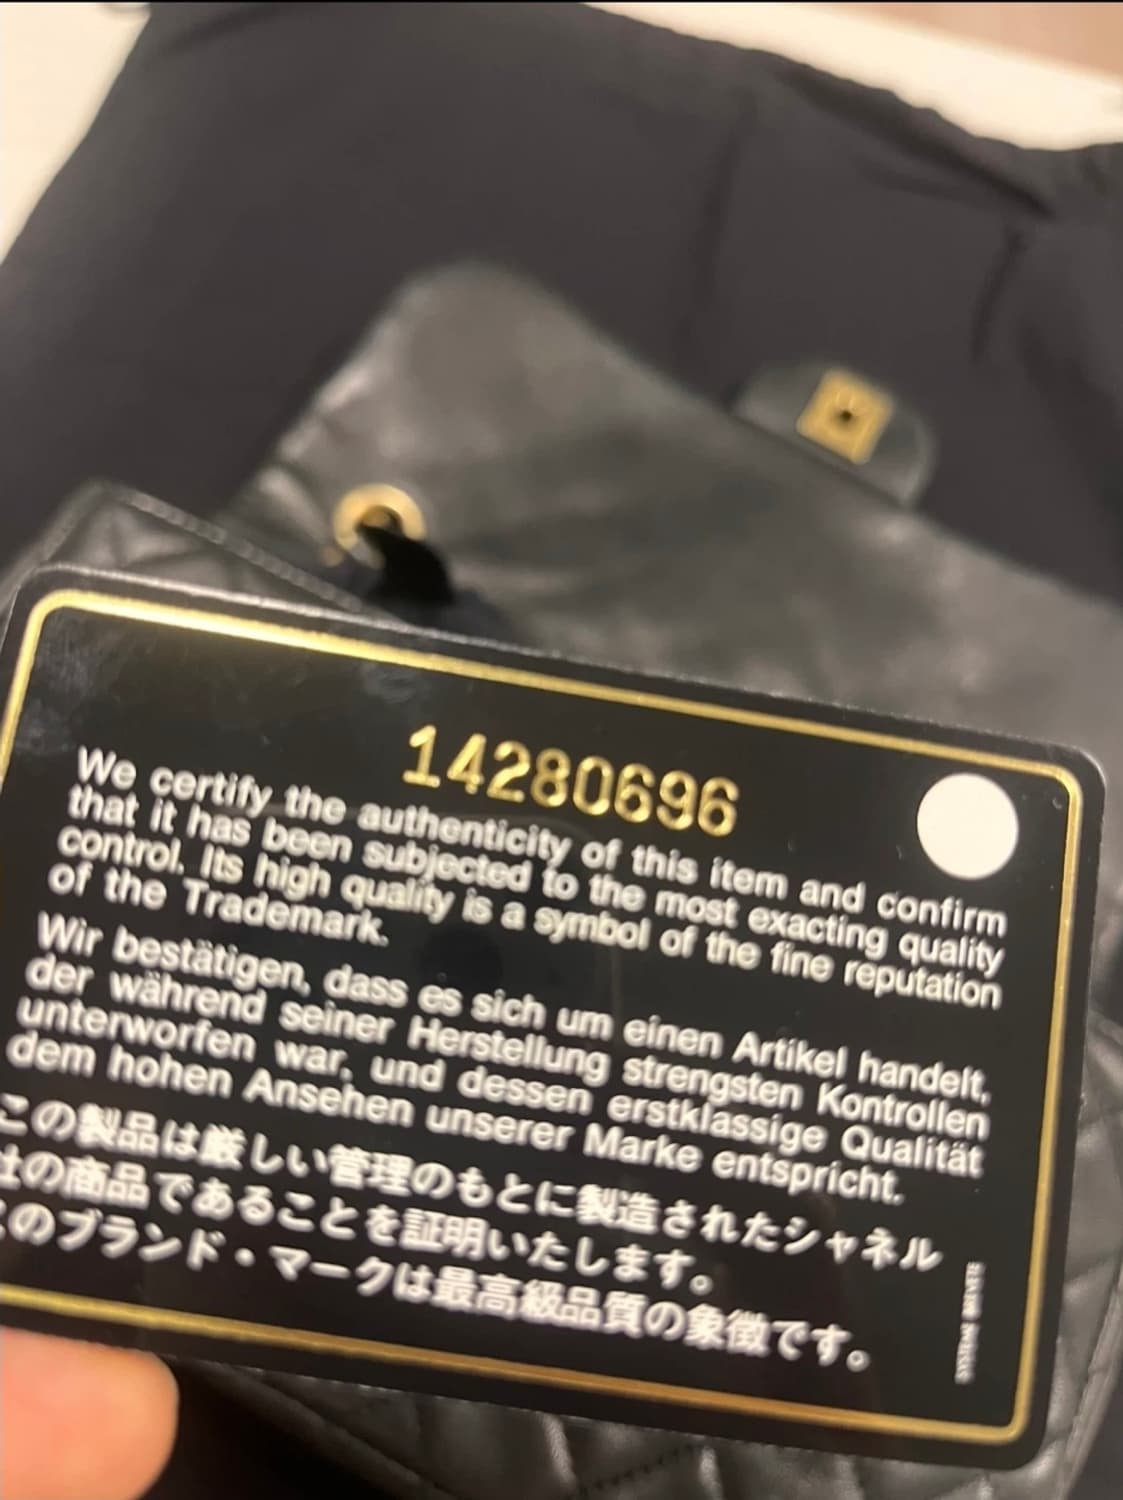 14280696
We certify the authenticity of this item and confirm
that it has been subjected to the most exacting quality
control. Its high quality is a symbol of the fine reputation
of the Trademark.
Wir bestätigen, dass es sich um einen Artikel handelt,
der während seiner Herstellung strengsten Kontrollen
unterworfen war, und dessen erstklassige Qualität
dem hohen Ansehen unserer Marke entspricht.
この製品は厳しい管理のもとに製造されたシャネル
社の商品であることを証明いたします。
このブランド・マークは最高級品質の象徴です。